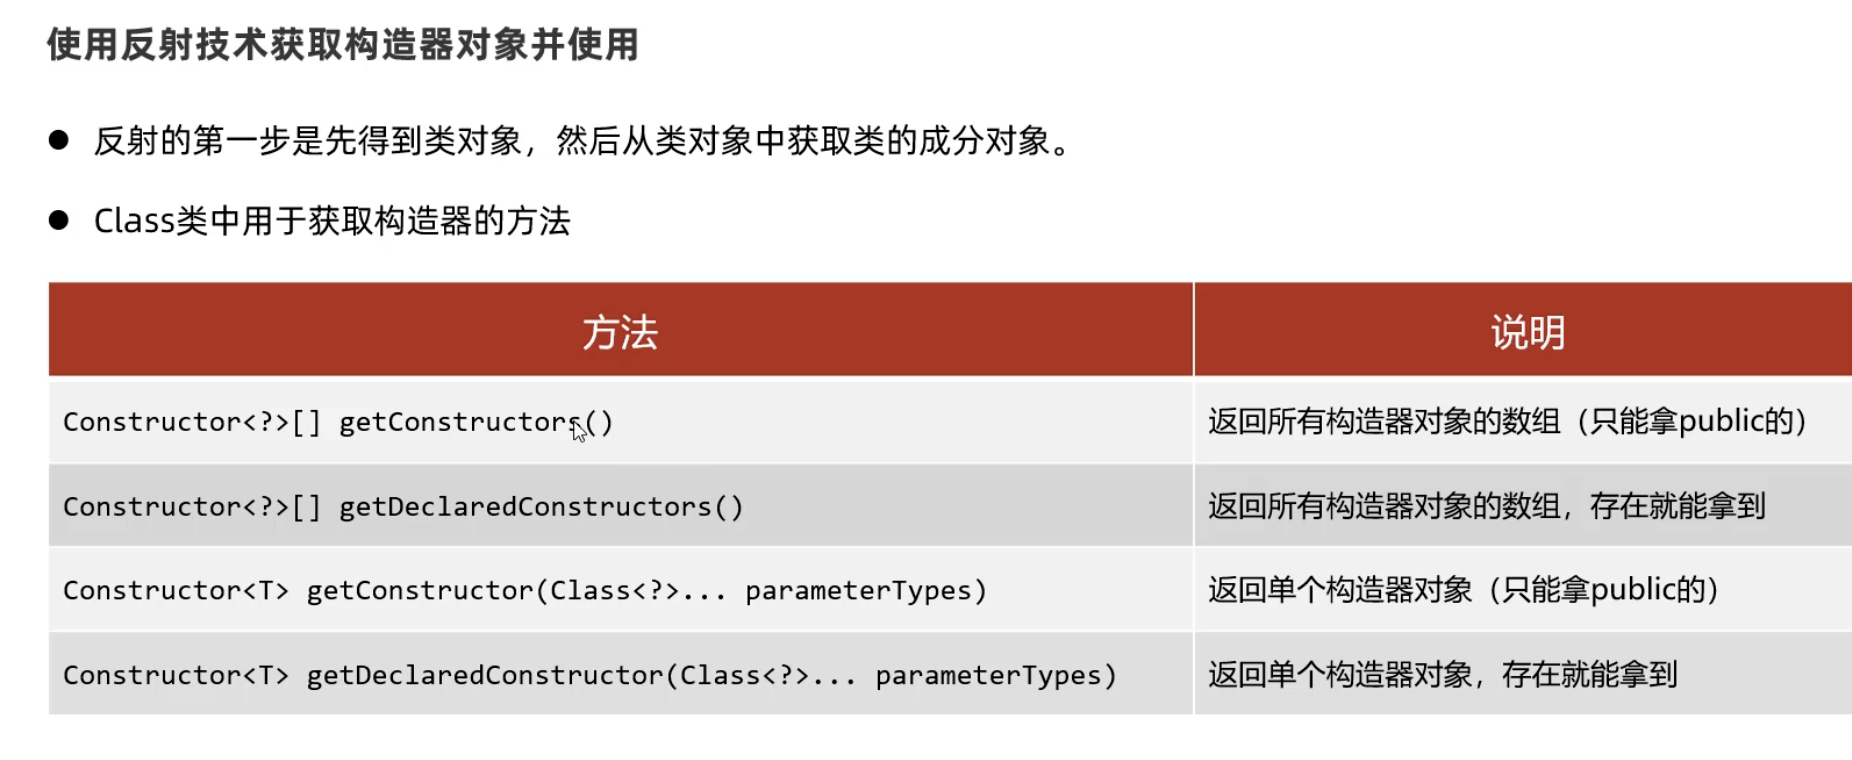 使用反射技术获取构造器对象并使用
反射的第一步是先得到类对象，然后从类对象中获取类的成分对象。
Class类中用于获取构造器的方法
方法 说明
Constructor<?>[] getConstructors() 返回所有构造器对象的数组（只能拿public的）
Constructor<?>[] getDeclaredConstructors() 返回所有构造器对象的数组，存在就能拿到
Constructor<T> getConstructor(Class<?>... parameterTypes) 返回单个构造器对象（只能拿public的）
Constructor<T> getDeclaredConstructor(Class<?>... parameterTypes) 返回单个构造器对象，存在就能拿到